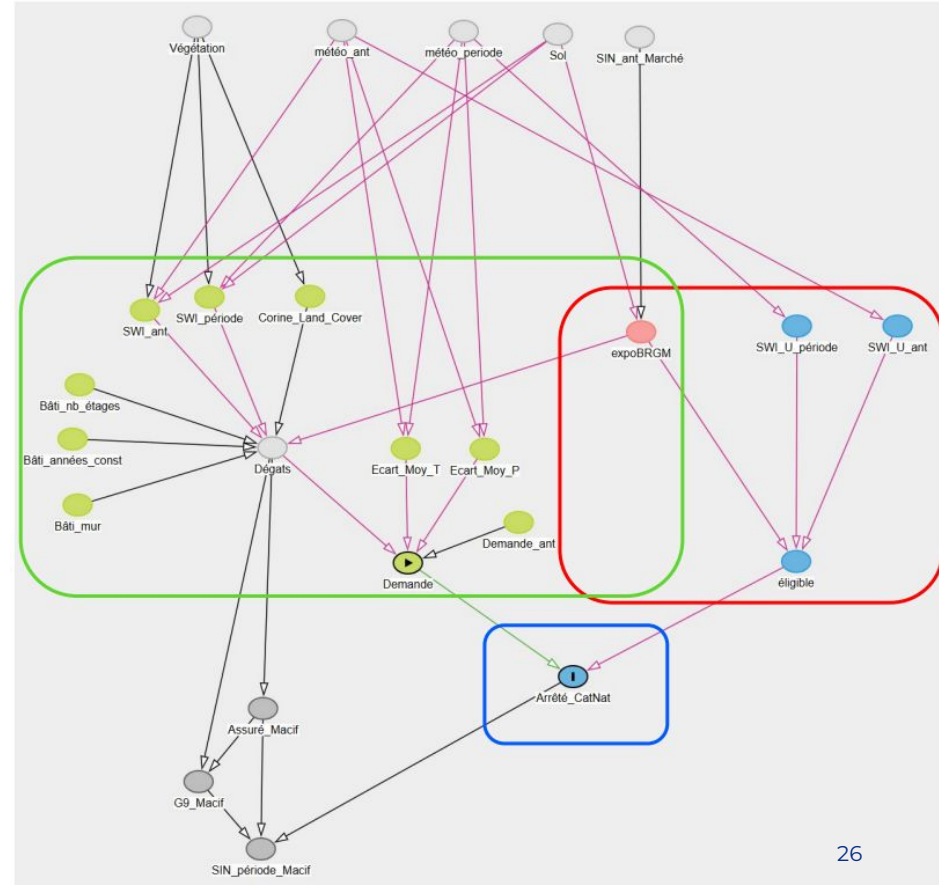 Végétation
météo_ant
météo_periode
Sol
SIN_ant_Marché
SWI_ant
SWI_période
Corine_Land_Cover
expoBRGM
SWI_U_période
SWI_U_ant
Bâti_nb_étages
Bâti_années_const
Bâti_mur
Dégats
Ecart_Moy_T
Ecart_Moy_P
Demande_ant
Demande
éligible
Arrêté_CatNat
Assuré_Macif
G9_Macif
SIN_période_Macif
26